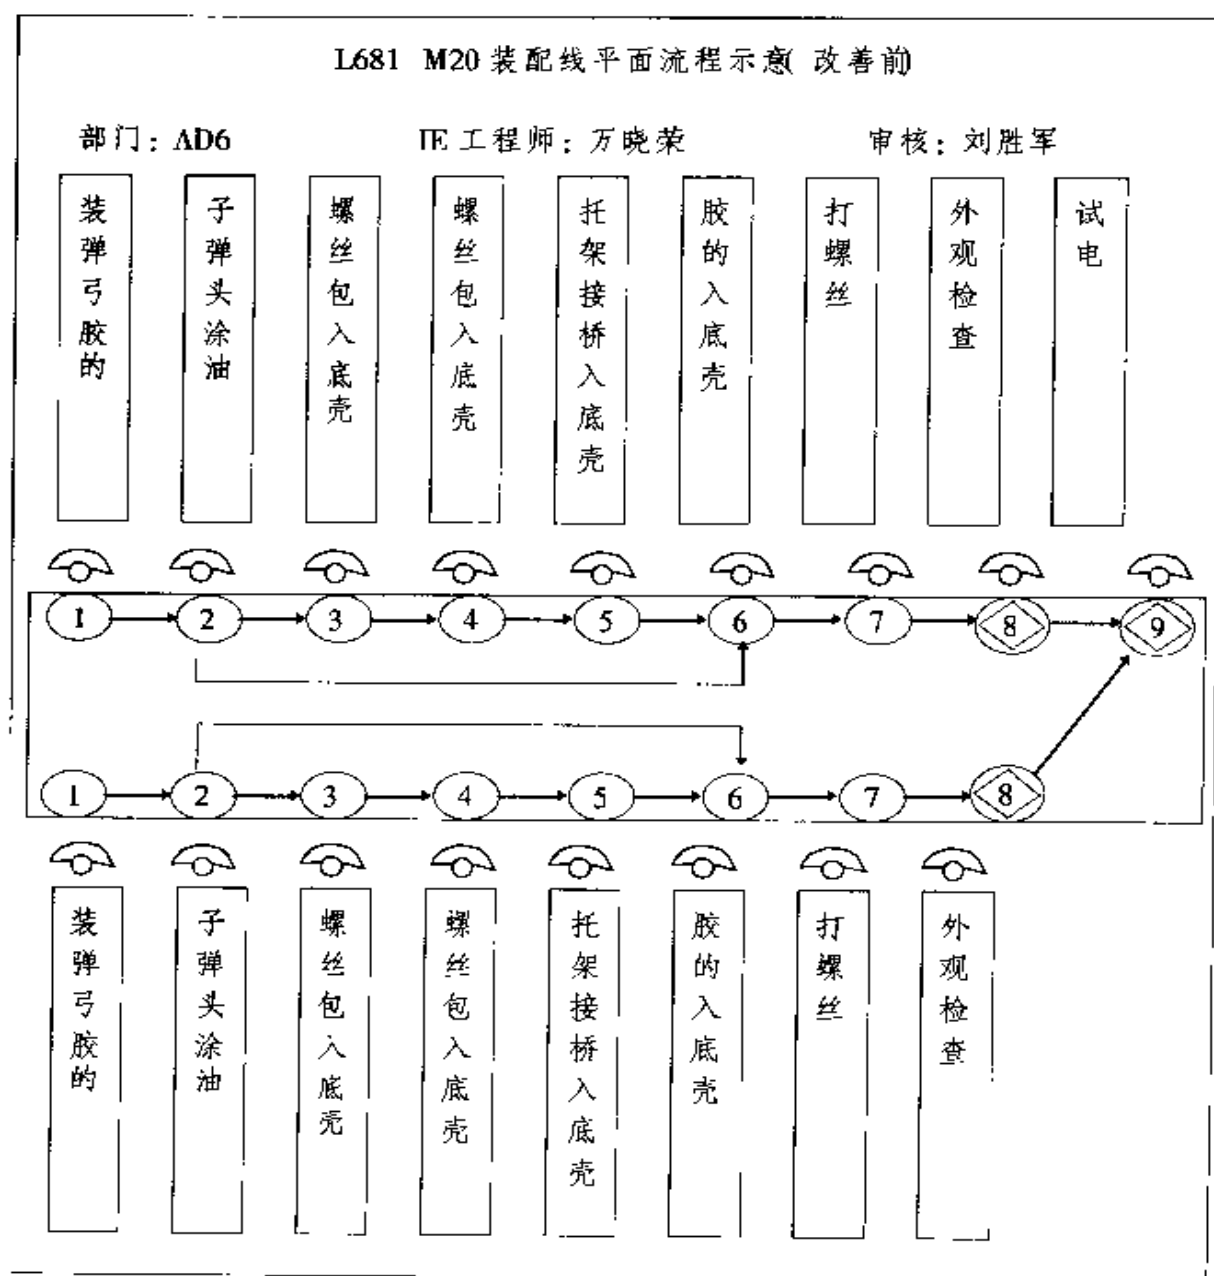 L681 M20 装配线平面流程示意( 改善前)
部门：AD6 IE 工程师：万晓荣 审核：刘胜军
装弹弓胶的
子弹头涂油
螺丝包入底壳
螺丝包入底壳
托架接桥入底壳
胶的入底壳
打螺丝
外观检查
试电
1 2 3 4 5 6 7 8 9
1 2 3 4 5 6 7 8
装弹弓胶的
子弹头涂油
螺丝包入底壳
螺丝包入底壳
托架接桥入底壳
胶的入底壳
打螺丝
外观检查